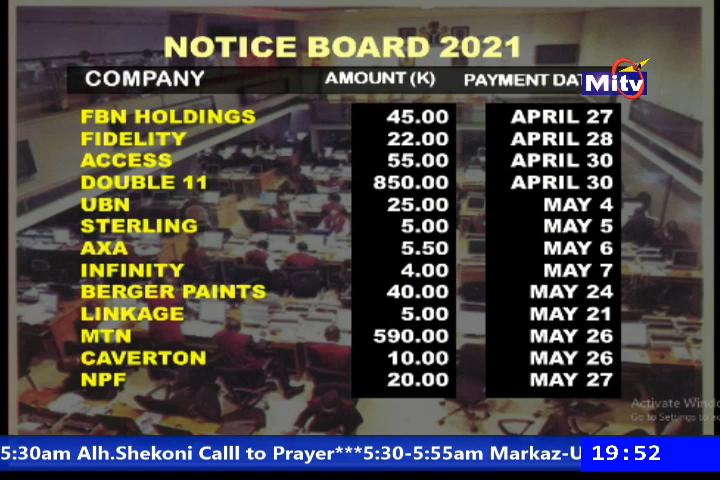 NOTICE BOARD 2021
COMPANY AMOUNT (K) PAYMENT DAT
Mitv
FBN HOLDINGS 45.00 APRIL 27
FIDELITY 22.00 APRIL 28
ACCESS 55.00 APRIL 30
DOUBLE 11 850.00 APRIL 30
UBN 25.00 MAY 4
STERLING 5.00 MAY 5
AXA 5.50 MAY 6
INFINITY 4.00 MAY 7
BERGER PAINTS 40.00 MAY 24
LINKAGE 5.00 MAY 21
MTN 590.00 MAY 26
CAVERTON 10.00 MAY 26
NPF 20.00 MAY 27
Activate Windo
Go to Settings to ac
5:30am Alh.Shekoni Calll to Prayer***5:30-5:55am Markaz-U
19:52